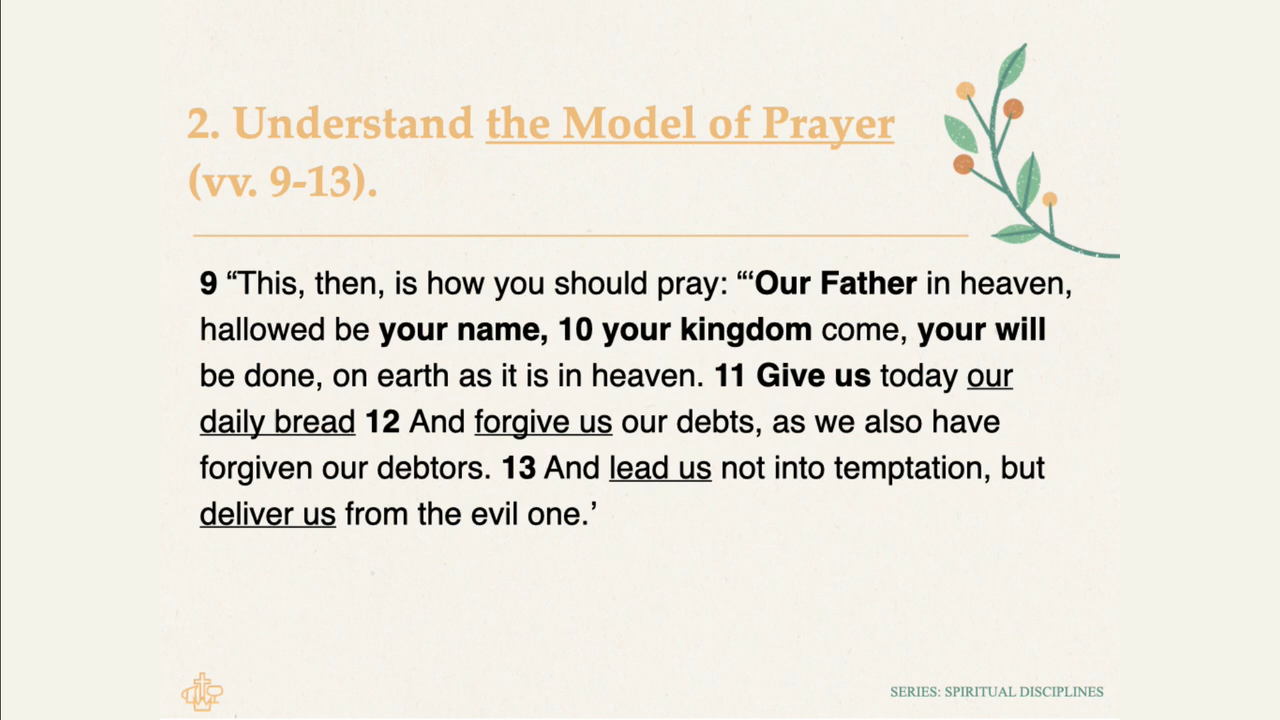 2. Understand the Model of Prayer
(vv. 9-13).
9 “This, then, is how you should pray: “‘Our Father in heaven,
hallowed be your name, 10 your kingdom come, your will
be done, on earth as it is in heaven. 11 Give us today our
daily bread 12 And forgive us our debts, as we also have
forgiven our debtors. 13 And lead us not into temptation, but
deliver us from the evil one.’
SERIES: SPIRITUAL DISCIPLINES